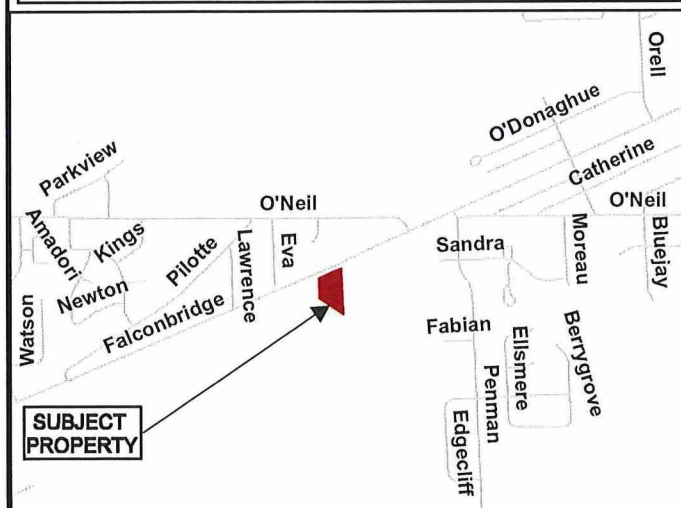 Orell
O'Donaghue
Catherine
Parkview
O'Neil
O'Neil
Amadori
Kings
Pilotte
Lawrence
Eva
Sandra
Moreau
Bluejay
Newton
Watson
Falconbridge
Fabian
Ellsmere
Berrygrove
Penman
Edgecliff
SUBJECT
PROPERTY